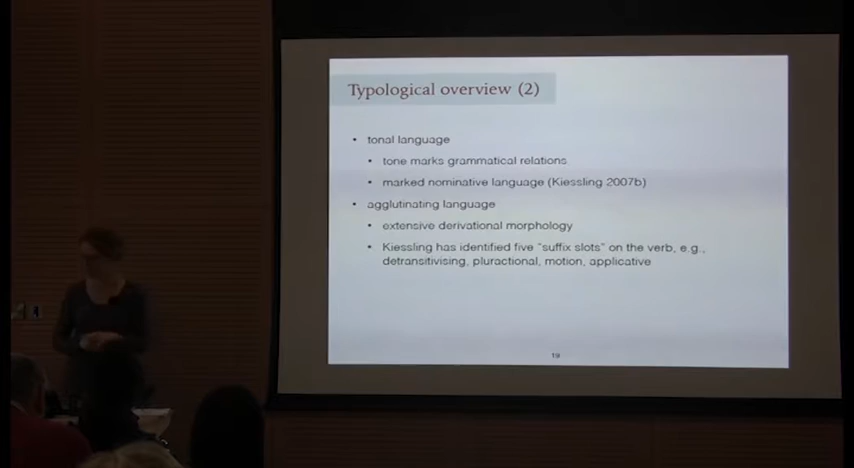 Typological overview (2)
• tonal language
• tone marks grammatical relations
• marked nominative language (Kiessling 2007b)
• agglutinating language
• extensive derivational morphology
• Kiessling has identified five "suffix slots" on the verb, e.g.,
detransitivising, pluractional, motion, applicative
19